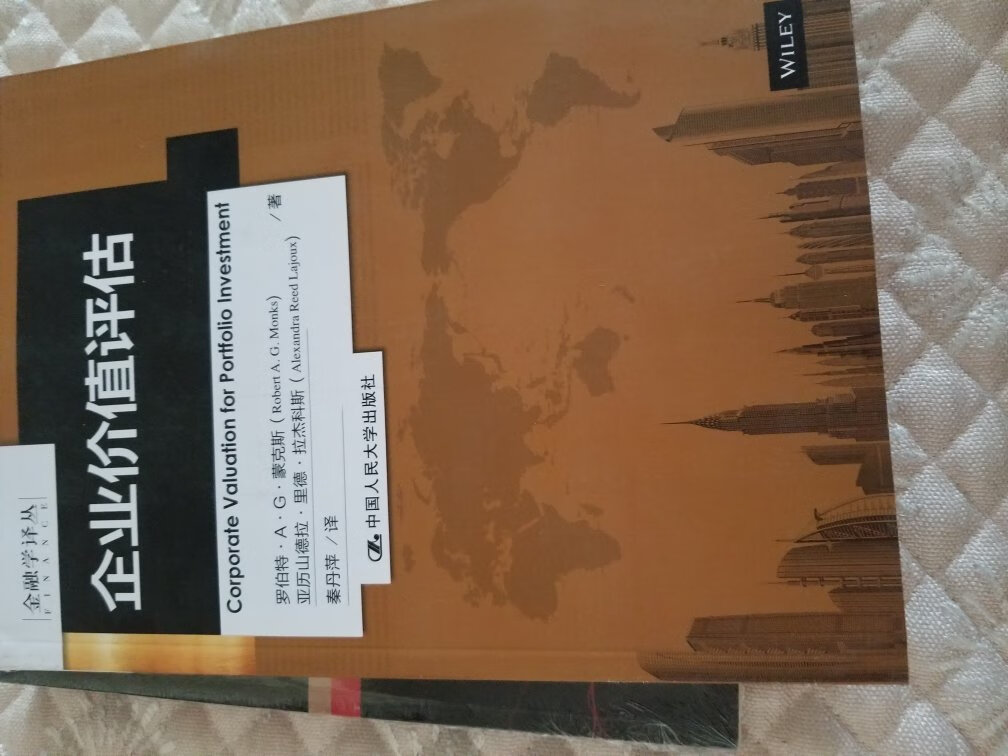 金融学译丛
FINANCE
企业价值评估
Corporate Valuation for Portfolio Investment
罗伯特·A·G·蒙克斯(Robert A. G. Monks)
亚历山德拉·里德·拉杰科斯(Alexandra Reed Lajoux) /著
秦丹萍 /译
中国人民大学出版社
WILEY